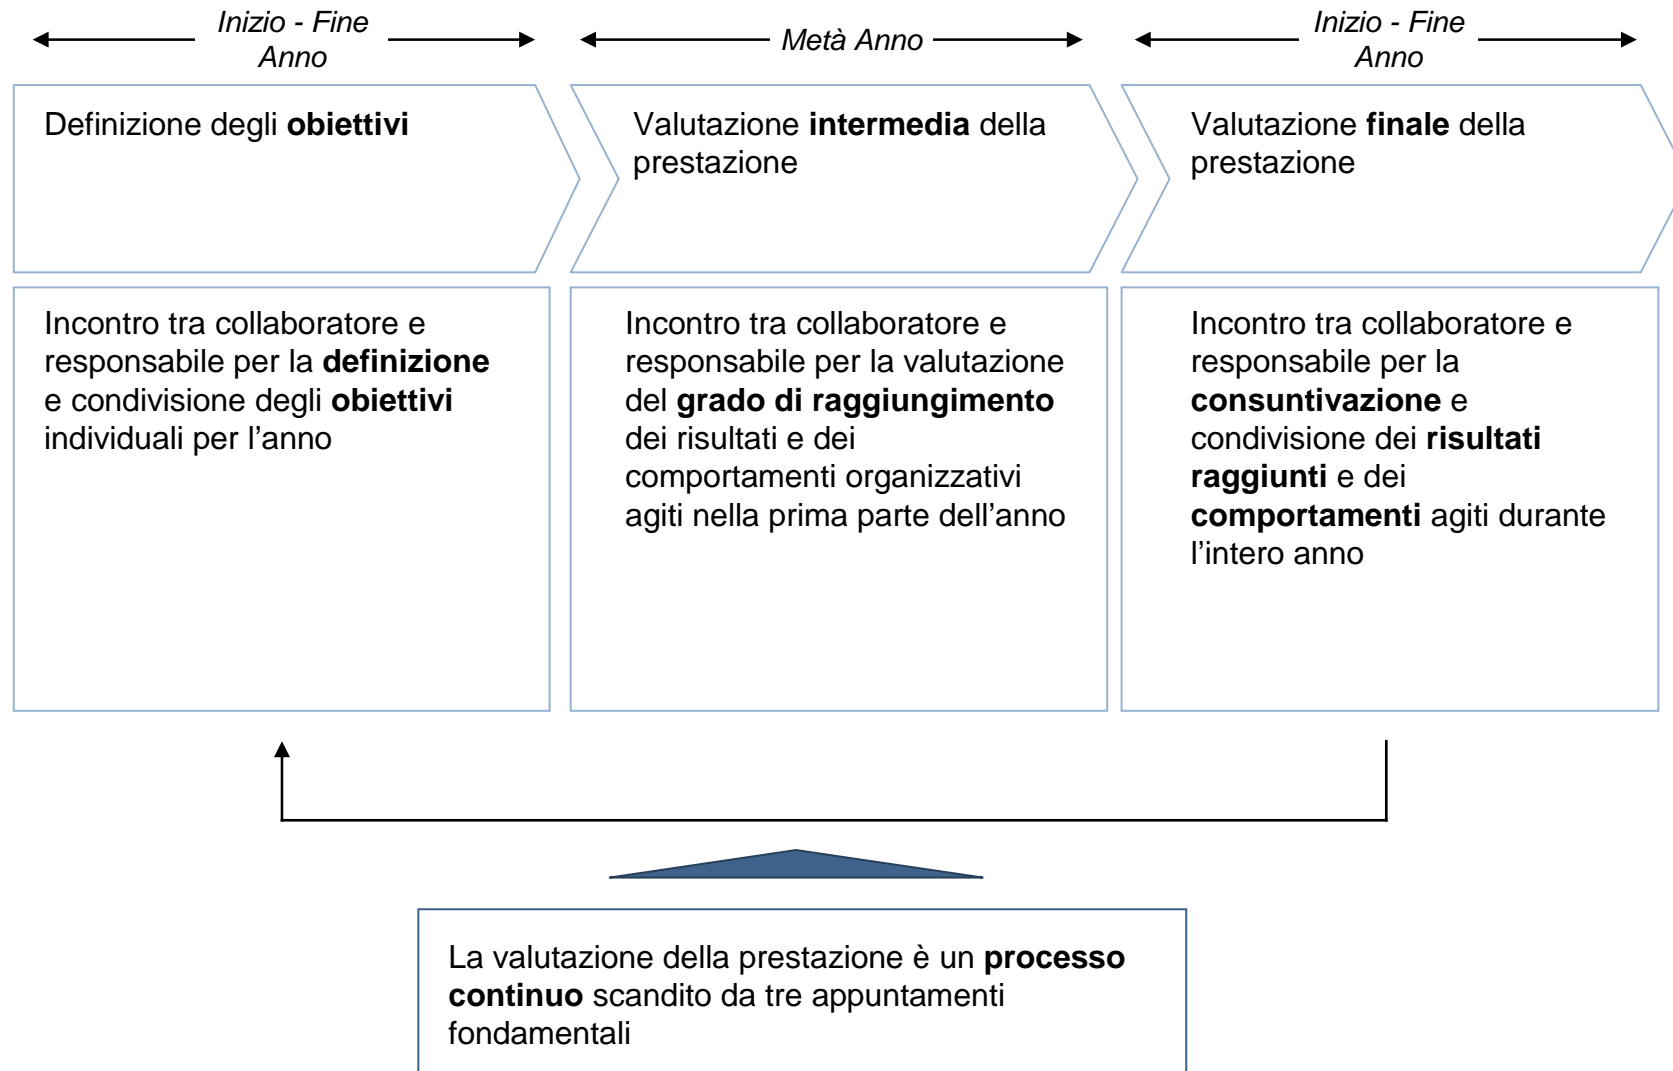 Inizio - Fine
Anno
Metà Anno
Inizio - Fine
Anno
Definizione degli obiettivi
Valutazione intermedia della
prestazione
Valutazione finale della
prestazione
Incontro tra collaboratore e
responsabile per la definizione
e condivisione degli obiettivi
individuali per l’anno
Incontro tra collaboratore e
responsabile per la valutazione
del grado di raggiungimento
dei risultati e dei
comportamenti organizzativi
agiti nella prima parte dell’anno
Incontro tra collaboratore e
responsabile per la
consuntivazione e
condivisione dei risultati
raggiunti e dei
comportamenti agiti durante
l’intero anno
La valutazione della prestazione è un processo
continuo scandito da tre appuntamenti
fondamentali